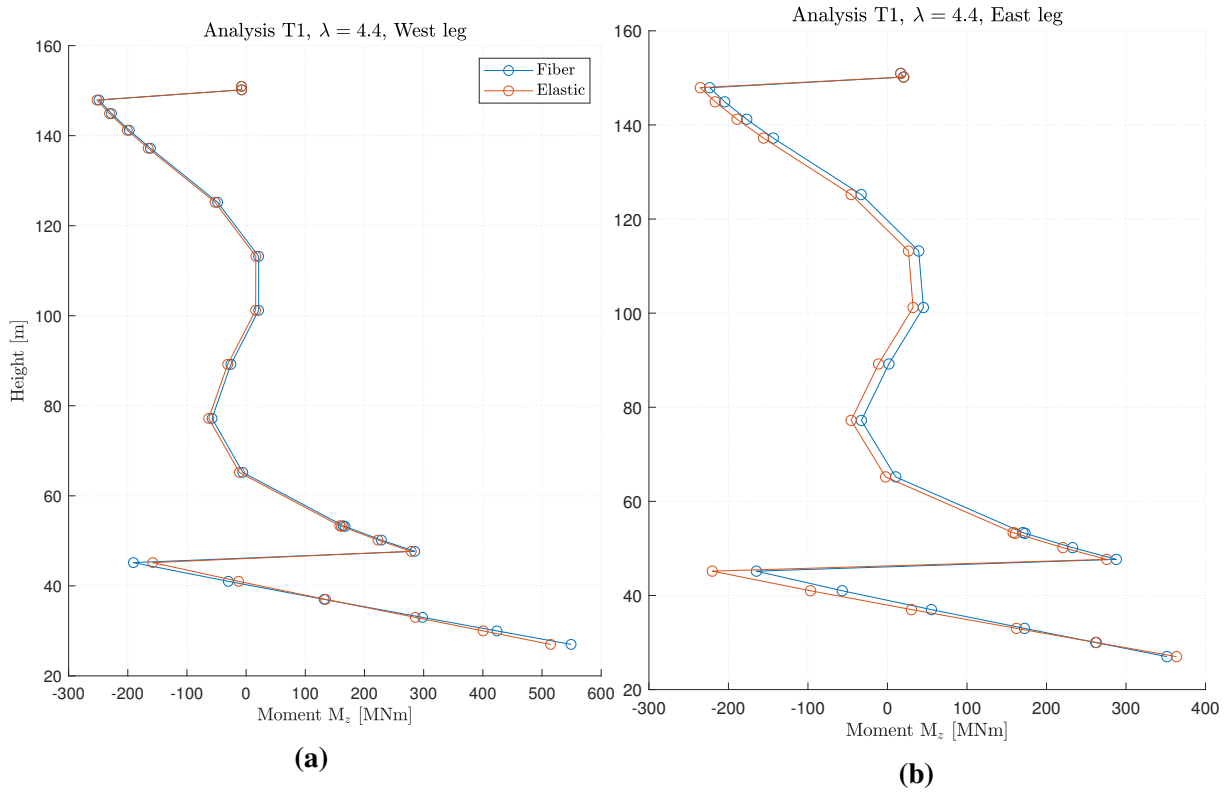 Analysis T1, λ = 4.4, West leg
160
140
120
100
80
60
40
20
Height [m]
-300 -200 -100 0 100 200 300 400 500 600
Moment M_z [MNm]
Fiber
Elastic
(a)
Analysis T1, λ = 4.4, East leg
160
140
120
100
80
60
40
20
-300 -200 -100 0 100 200 300 400
Moment M_z [MNm]
(b)